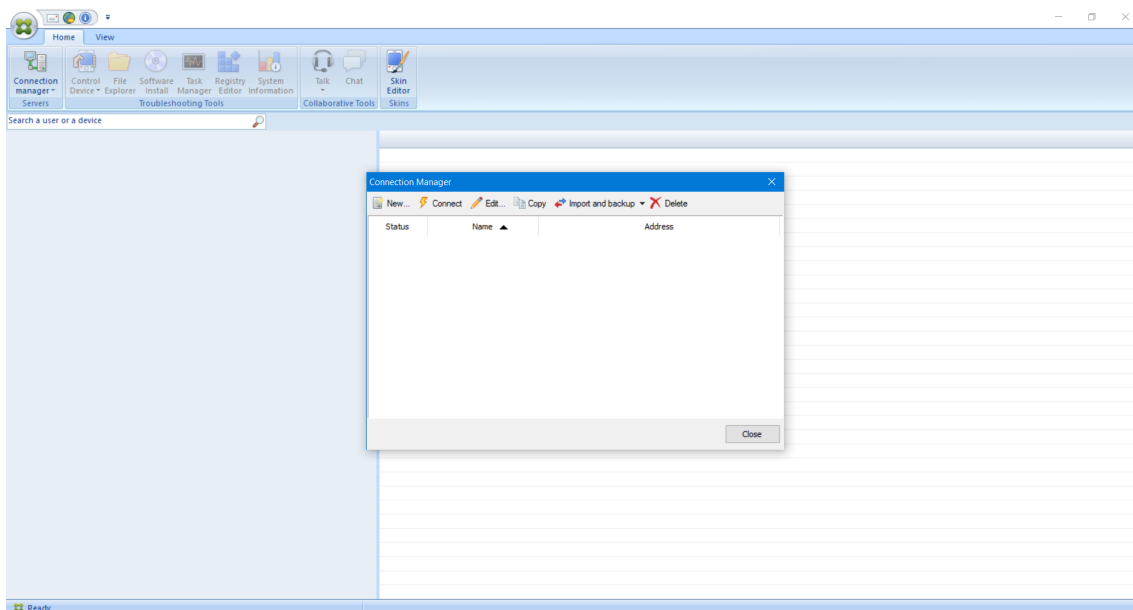 Home View
Connection manager
Control Device
File Explorer
Software Install
Task Manager
Registry Editor
System Information
Talk
Chat
Skin Editor
Servers
Troubleshooting Tools
Collaborative Tools
Skins
Search a user or a device
Connection Manager
New... Connect Edit... Copy Import and backup Delete
Status Name Address
Close
Ready